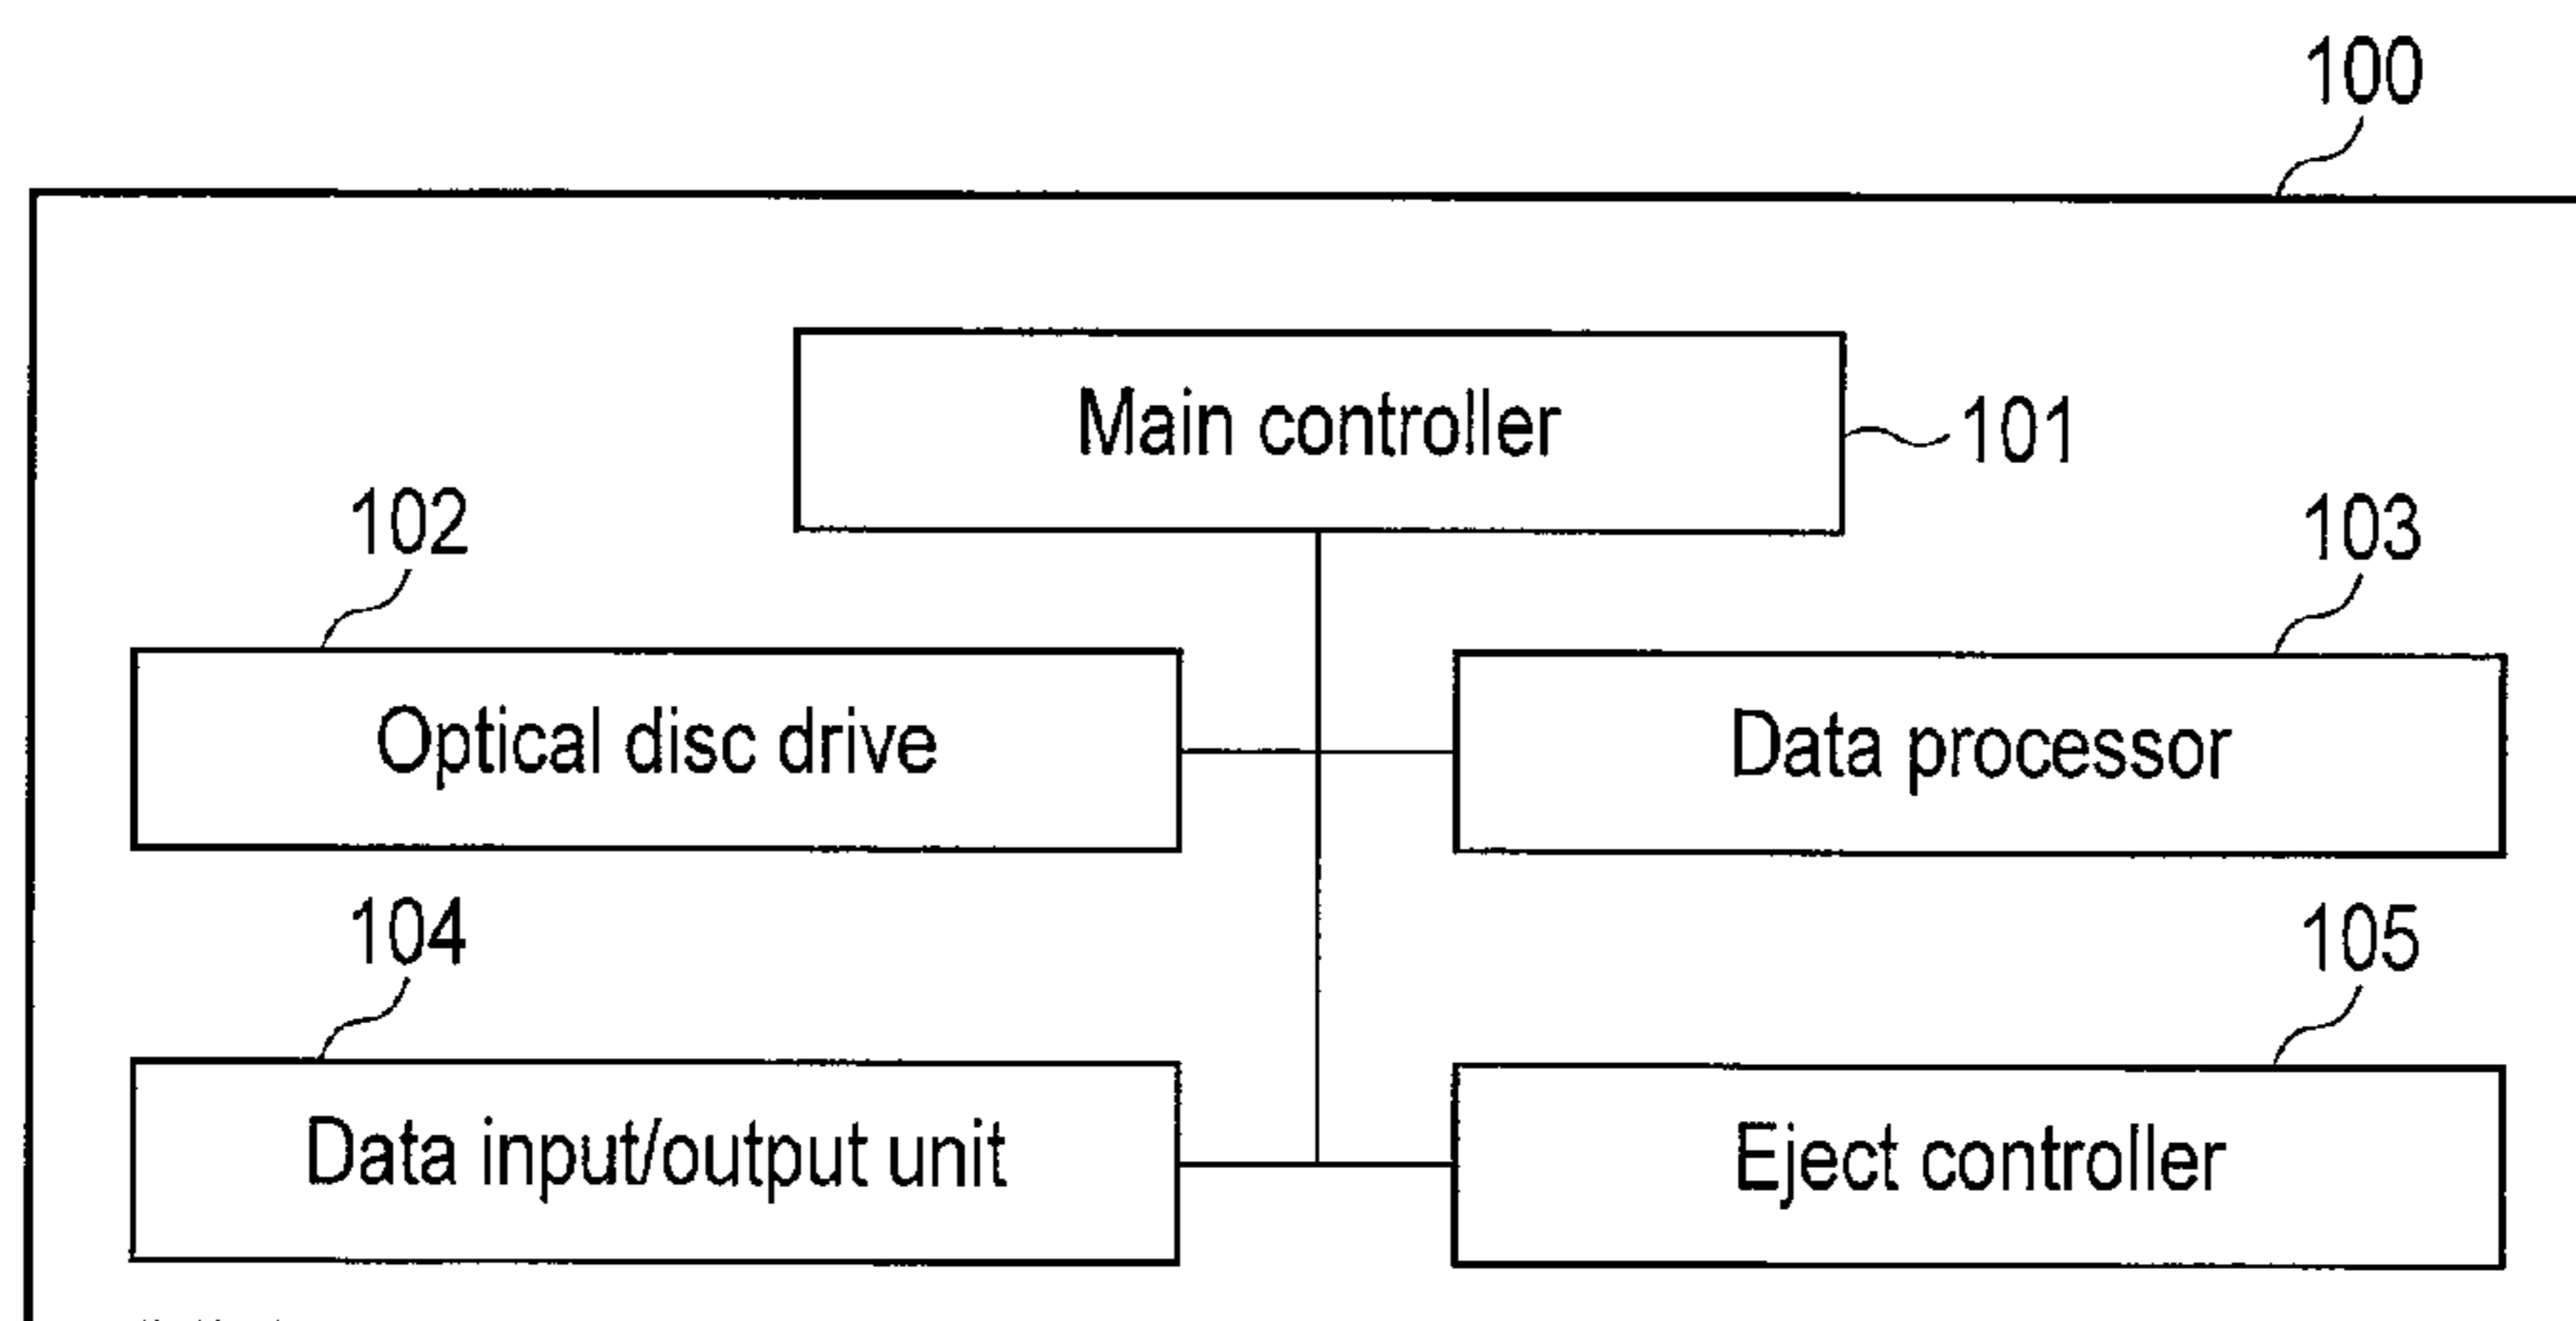 100
Main controller
101
102
103
Optical disc drive
Data processor
104
105
Data input/output unit
Eject controller